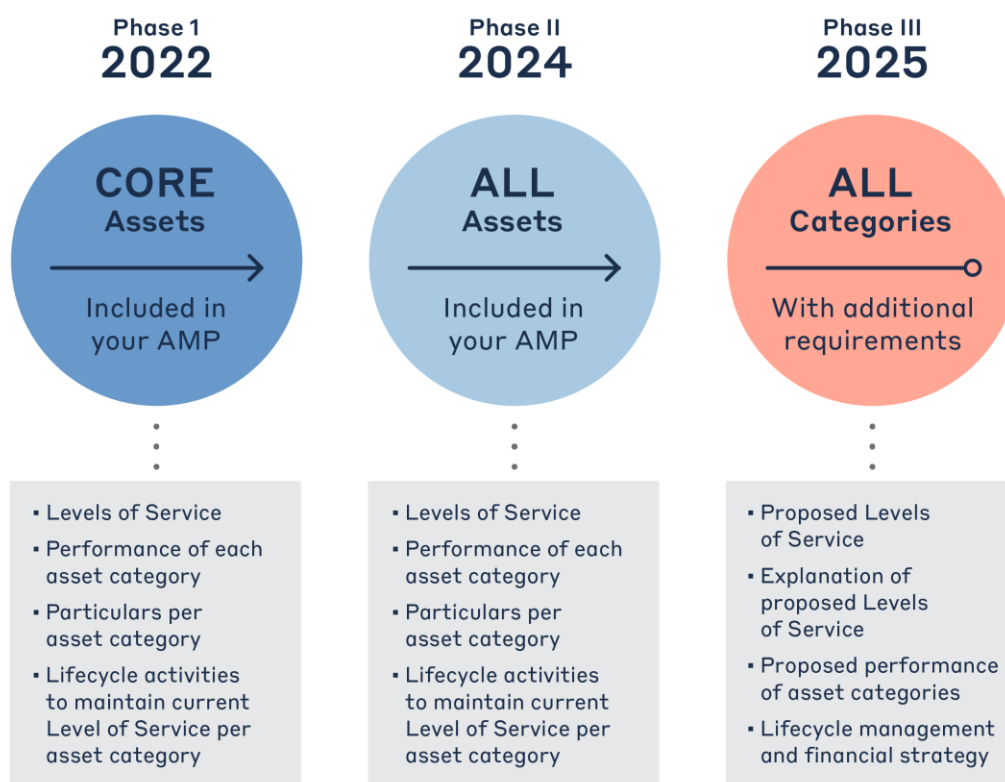 Phase 1
2022
CORE
Assets
Included in
your AMP
▪ Levels of Service
▪ Performance of each
asset category
▪ Particulars per
asset category
▪ Lifecycle activities
to maintain current
Level of Service per
asset category
Phase II
2024
ALL
Assets
Included in
your AMP
▪ Levels of Service
▪ Performance of each
asset category
▪ Particulars per
asset category
▪ Lifecycle activities
to maintain current
Level of Service per
asset category
Phase III
2025
ALL
Categories
With additional
requirements
▪ Proposed Levels
of Service
▪ Explanation of
proposed Levels
of Service
▪ Proposed performance
of asset categories
▪ Lifecycle management
and financial strategy